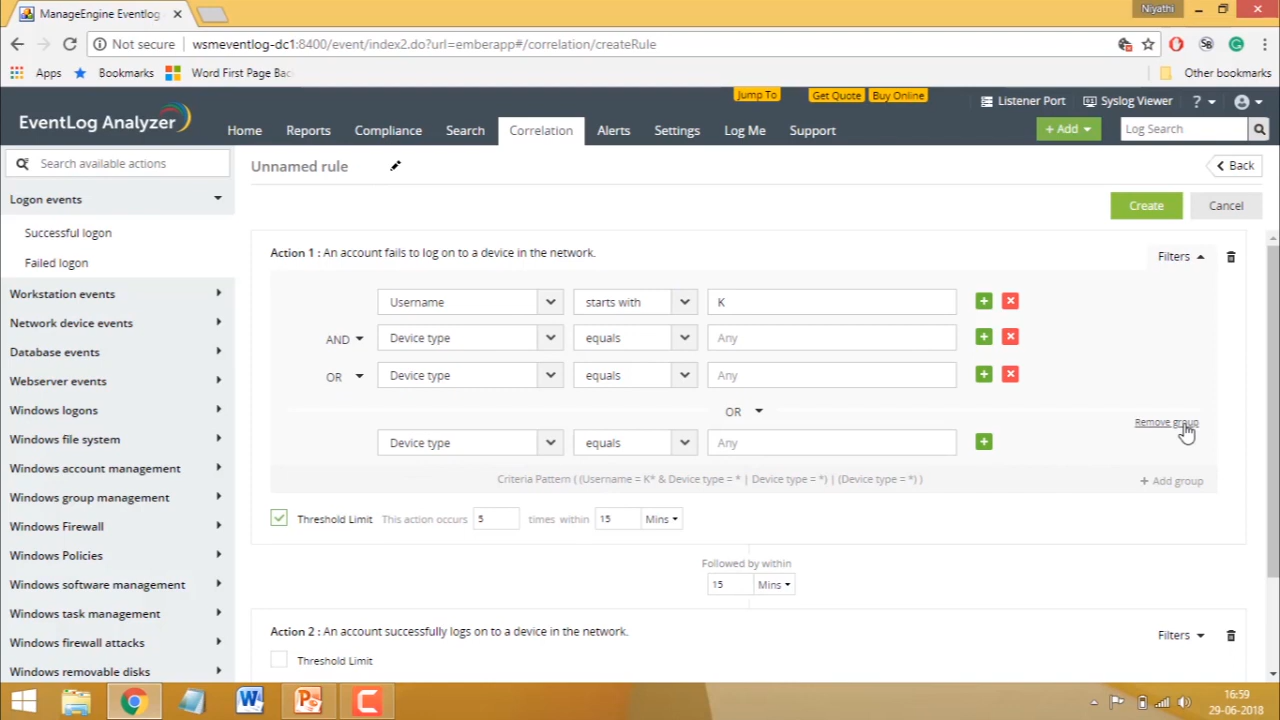 ManageEngine Eventlog
Niyathi
Not secure wsmeventlog-dc1:8400/event/index2.do?url=emberapp#/correlation/createRule
Apps Bookmarks Word First Page Bac Other bookmarks
Jump To Get Quote Buy Online Listener Port Syslog Viewer ?
EventLog Analyzer
Home Reports Compliance Search Correlation Alerts Settings Log Me Support + Add Log Search
Search available actions
Unnamed rule
Back
Logon events
Create Cancel
Successful logon
Failed logon
Workstation events
Network device events
Database events
Webserver events
Windows logons
Windows file system
Windows account management
Windows group management
Windows Firewall
Windows Policies
Windows software management
Windows task management
Windows firewall attacks
Windows removable disks
Action 1 : An account fails to log on to a device in the network.
Filters
Username starts with K
AND Device type equals Any
OR Device type equals Any
OR
Remove group
Device type equals Any
Criteria Pattern ( (Username = K* & Device type = * | Device type = *) | (Device type = *) )
+ Add group
Threshold Limit This action occurs 5 times within 15 Mins
Followed by within
15 Mins
Action 2 : An account successfully logs on to a device in the network.
Filters
Threshold Limit
16:59
29-06-2018